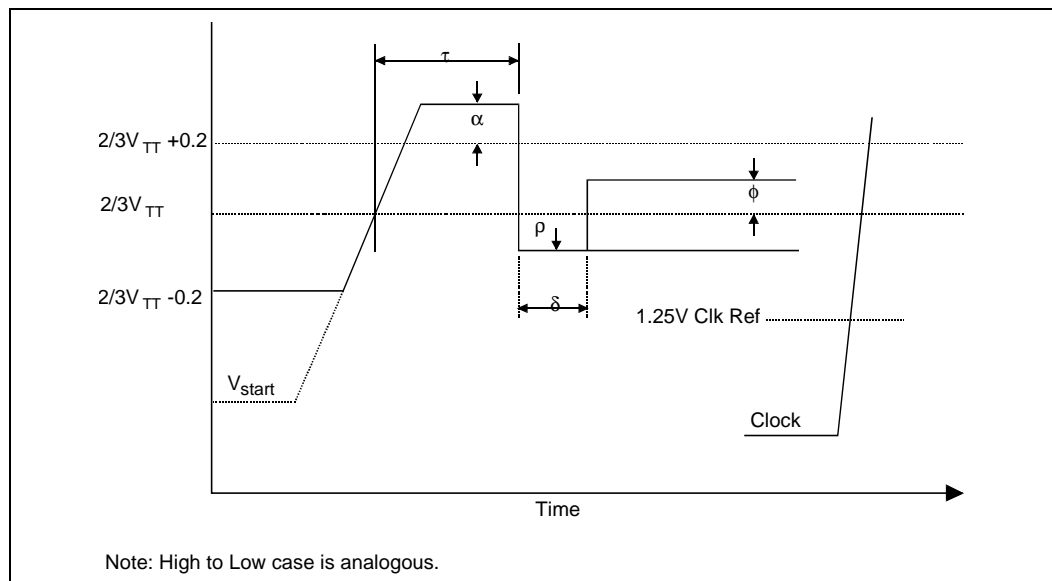 τ
α
2/3V TT +0.2
2/3V TT
ϕ
ρ
2/3V TT -0.2
δ
1.25V Clk Ref
Vstart
Clock
Time
Note: High to Low case is analogous.